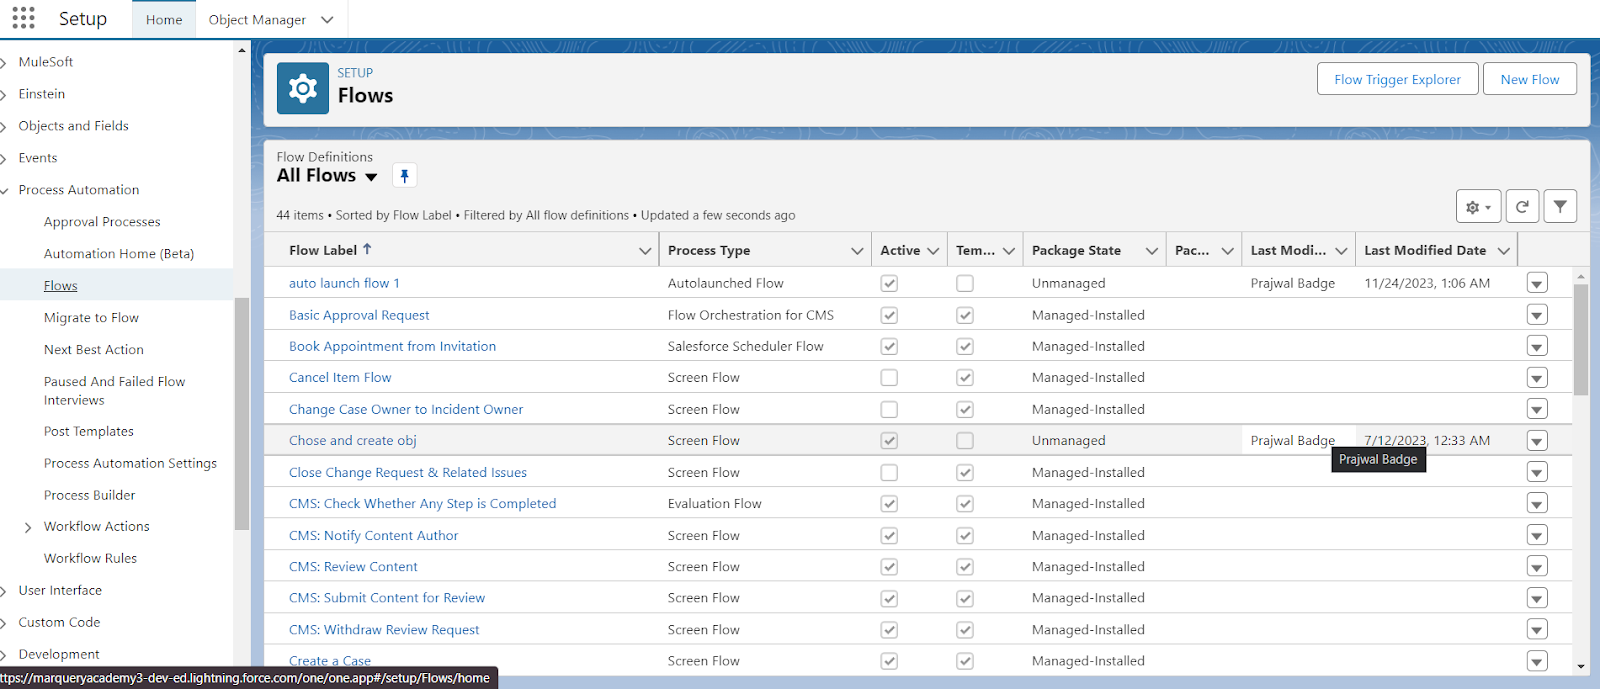 Setup
Home
Object Manager
MuleSoft
Einstein
Objects and Fields
Events
Process Automation
Approval Processes
Automation Home (Beta)
Flows
Migrate to Flow
Next Best Action
Paused And Failed Flow
Interviews
Post Templates
Process Automation Settings
Process Builder
Workflow Actions
Workflow Rules
User Interface
Custom Code
Development
ttps://marqueryacademy3-dev-ed.lightning.force.com/one/one.app#/setup/Flows/home
SETUP
Flows
Flow Trigger Explorer
New Flow
Flow Definitions
All Flows
44 items • Sorted by Flow Label • Filtered by All flow definitions • Updated a few seconds ago
Flow Label ↑ Process Type Active Tem... Package State Pac... Last Modi... Last Modified Date
auto launch flow 1 Autolaunched Flow Unmanaged Prajwal Badge 11/24/2023, 1:06 AM
Basic Approval Request Flow Orchestration for CMS Managed-Installed
Book Appointment from Invitation Salesforce Scheduler Flow Managed-Installed
Cancel Item Flow Screen Flow Managed-Installed
Change Case Owner to Incident Owner Screen Flow Managed-Installed
Chose and create obj Screen Flow Unmanaged Prajwal Badge 7/12/2023, 12:33 AM
Prajwal Badge
Close Change Request & Related Issues Screen Flow Managed-Installed
CMS: Check Whether Any Step is Completed Evaluation Flow Managed-Installed
CMS: Notify Content Author Screen Flow Managed-Installed
CMS: Review Content Screen Flow Managed-Installed
CMS: Submit Content for Review Screen Flow Managed-Installed
CMS: Withdraw Review Request Screen Flow Managed-Installed
Create a Case Screen Flow Managed-Installed